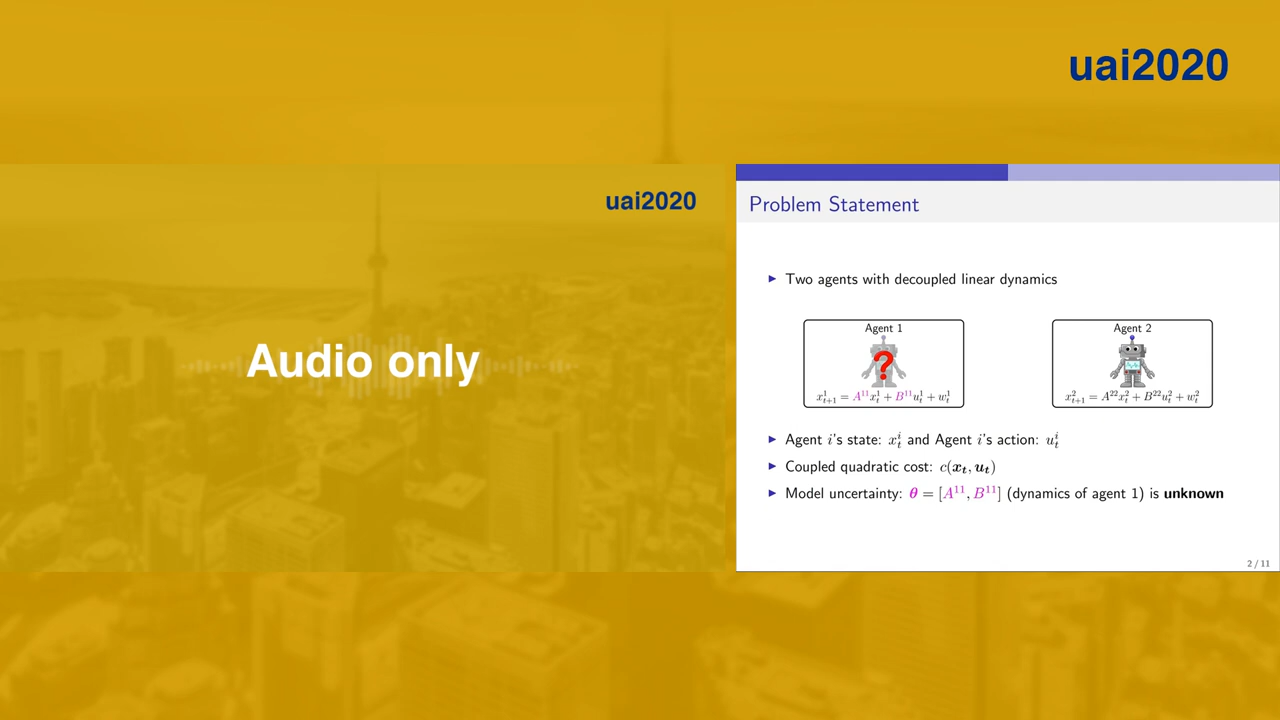 uai2020
uai2020
Audio only
Problem Statement
▶ Two agents with decoupled linear dynamics
Agent 1
?
x^1_{t+1} = A^{11}x^1_t + B^{11}u^1_t + w^1_t
Agent 2
x^2_{t+1} = A^{22}x^2_t + B^{22}u^2_t + w^2_t
▶ Agent i's state: x^i_t and Agent i's action: u^i_t
▶ Coupled quadratic cost: c(x_t, u_t)
▶ Model uncertainty: θ = [A^{11}, B^{11}] (dynamics of agent 1) is unknown
2 / 11